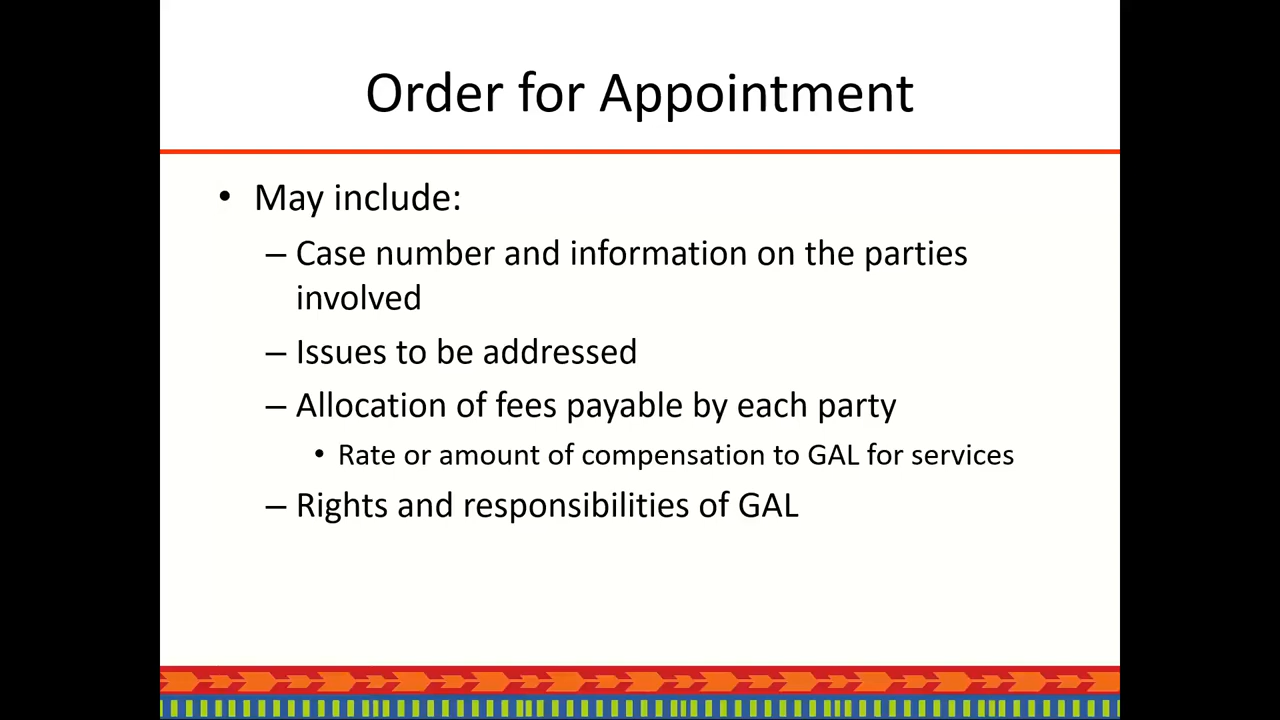 Order for Appointment
• May include:
– Case number and information on the parties
involved
– Issues to be addressed
– Allocation of fees payable by each party
• Rate or amount of compensation to GAL for services
– Rights and responsibilities of GAL